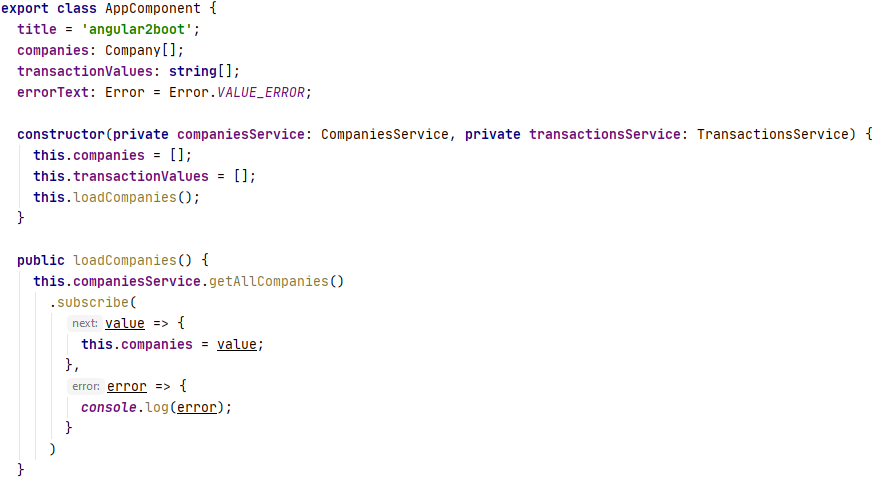 export class AppComponent {
  title = 'angular2boot';
  companies: Company[];
  transactionValues: string[];
  errorText: Error = Error.VALUE_ERROR;

  constructor(private companiesService: CompaniesService, private transactionsService: TransactionsService) {
    this.companies = [];
    this.transactionValues = [];
    this.loadCompanies();
  }

  public loadCompanies() {
    this.companiesService.getAllCompanies()
      .subscribe(
        next: value => {
          this.companies = value;
        },
        error: error => {
          console.log(error);
        }
      )
  }